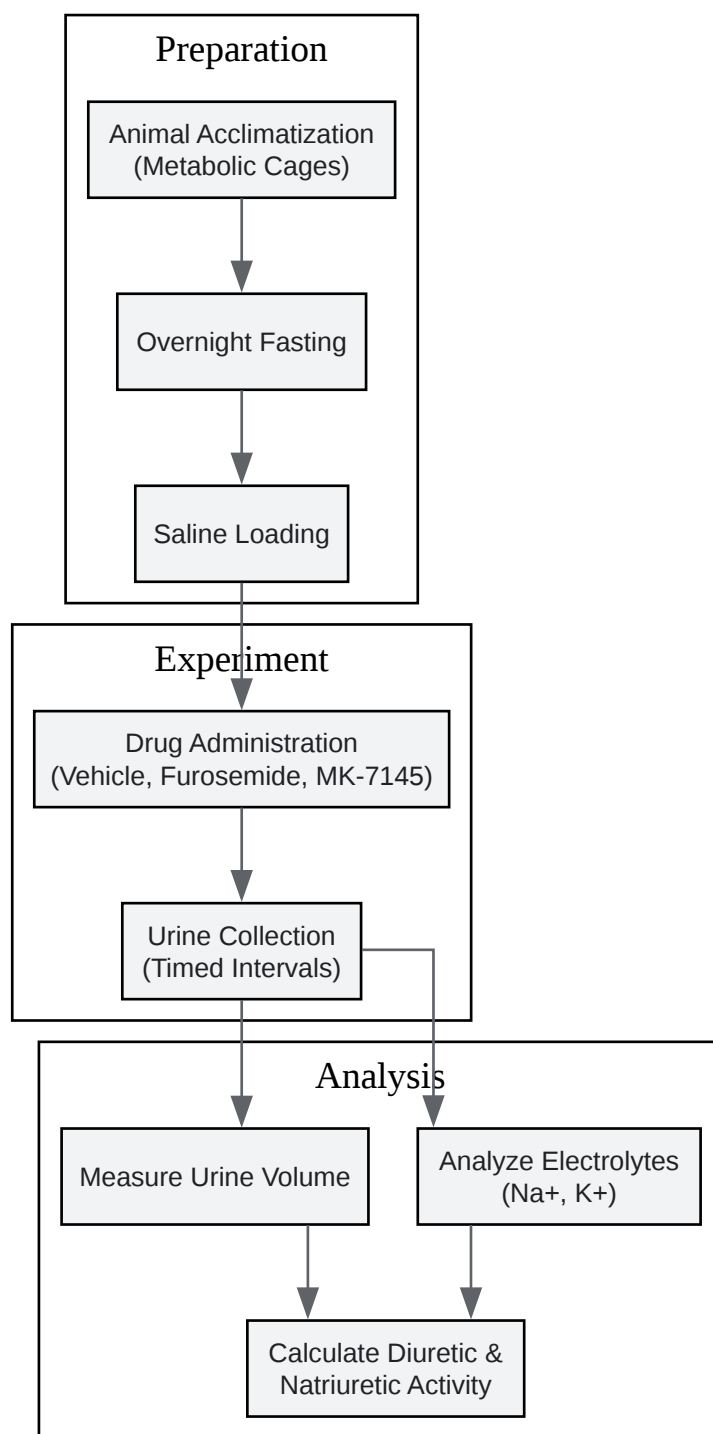 Preparation
Animal Acclimatization
(Metabolic Cages)
Overnight Fasting
Saline Loading
Experiment
Drug Administration
(Vehicle, Furosemide, MK-7145)
Urine Collection
(Timed Intervals)
Analysis
Measure Urine Volume
Analyze Electrolytes
(Na+, K+)
Calculate Diuretic &
Natriuretic Activity